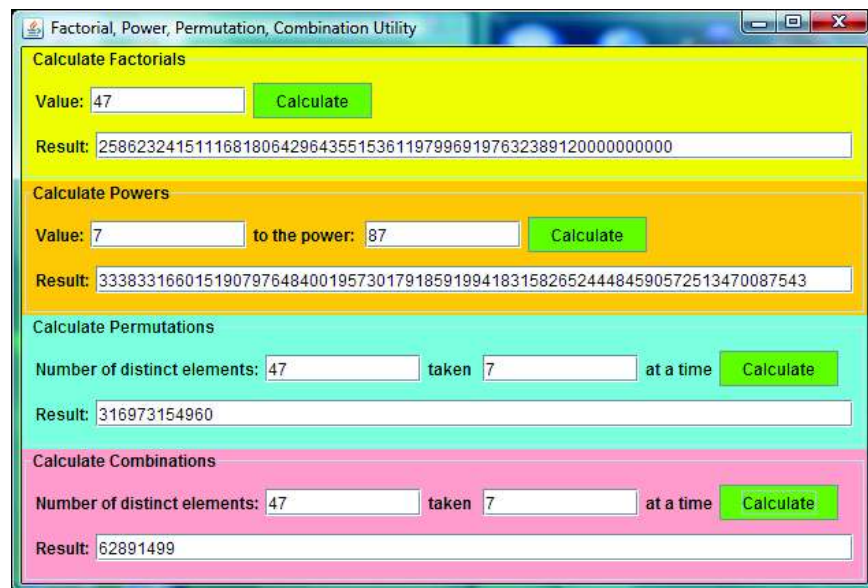 Factorial, Power, Permutation, Combination Utility
Calculate Factorials
Value: 47 Calculate
Result: 258623241511168180642964355153611979969197632389120000000000
Calculate Powers
Value: 7 to the power: 87 Calculate
Result: 33383316601519079764840019573017918591994183158265244484590572513470087543
Calculate Permutations
Number of distinct elements: 47 taken 7 at a time Calculate
Result: 316973154960
Calculate Combinations
Number of distinct elements: 47 taken 7 at a time Calculate
Result: 62891499